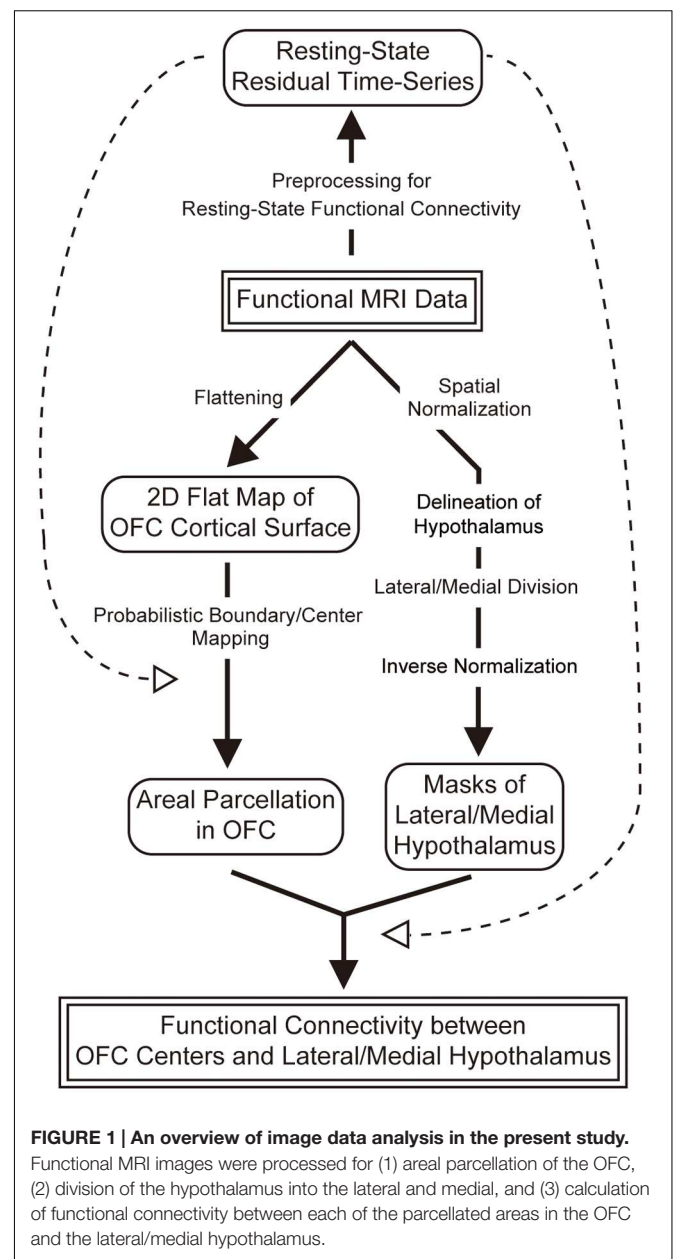 Resting-State
Residual Time-Series
Preprocessing for
Resting-State Functional Connectivity
Functional MRI Data
Flattening
Spatial
Normalization
2D Flat Map of
OFC Cortical Surface
Delineation of
Hypothalamus
Lateral/Medial Division
Probabilistic Boundary/Center
Mapping
Inverse Normalization
Areal Parcellation
in OFC
Masks of
Lateral/Medial
Hypothalamus
Functional Connectivity between
OFC Centers and Lateral/Medial Hypothalamus
FIGURE 1 | An overview of image data analysis in the present study.
Functional MRI images were processed for (1) areal parcellation of the OFC,
(2) division of the hypothalamus into the lateral and medial, and (3) calculation
of functional connectivity between each of the parcellated areas in the OFC
and the lateral/medial hypothalamus.